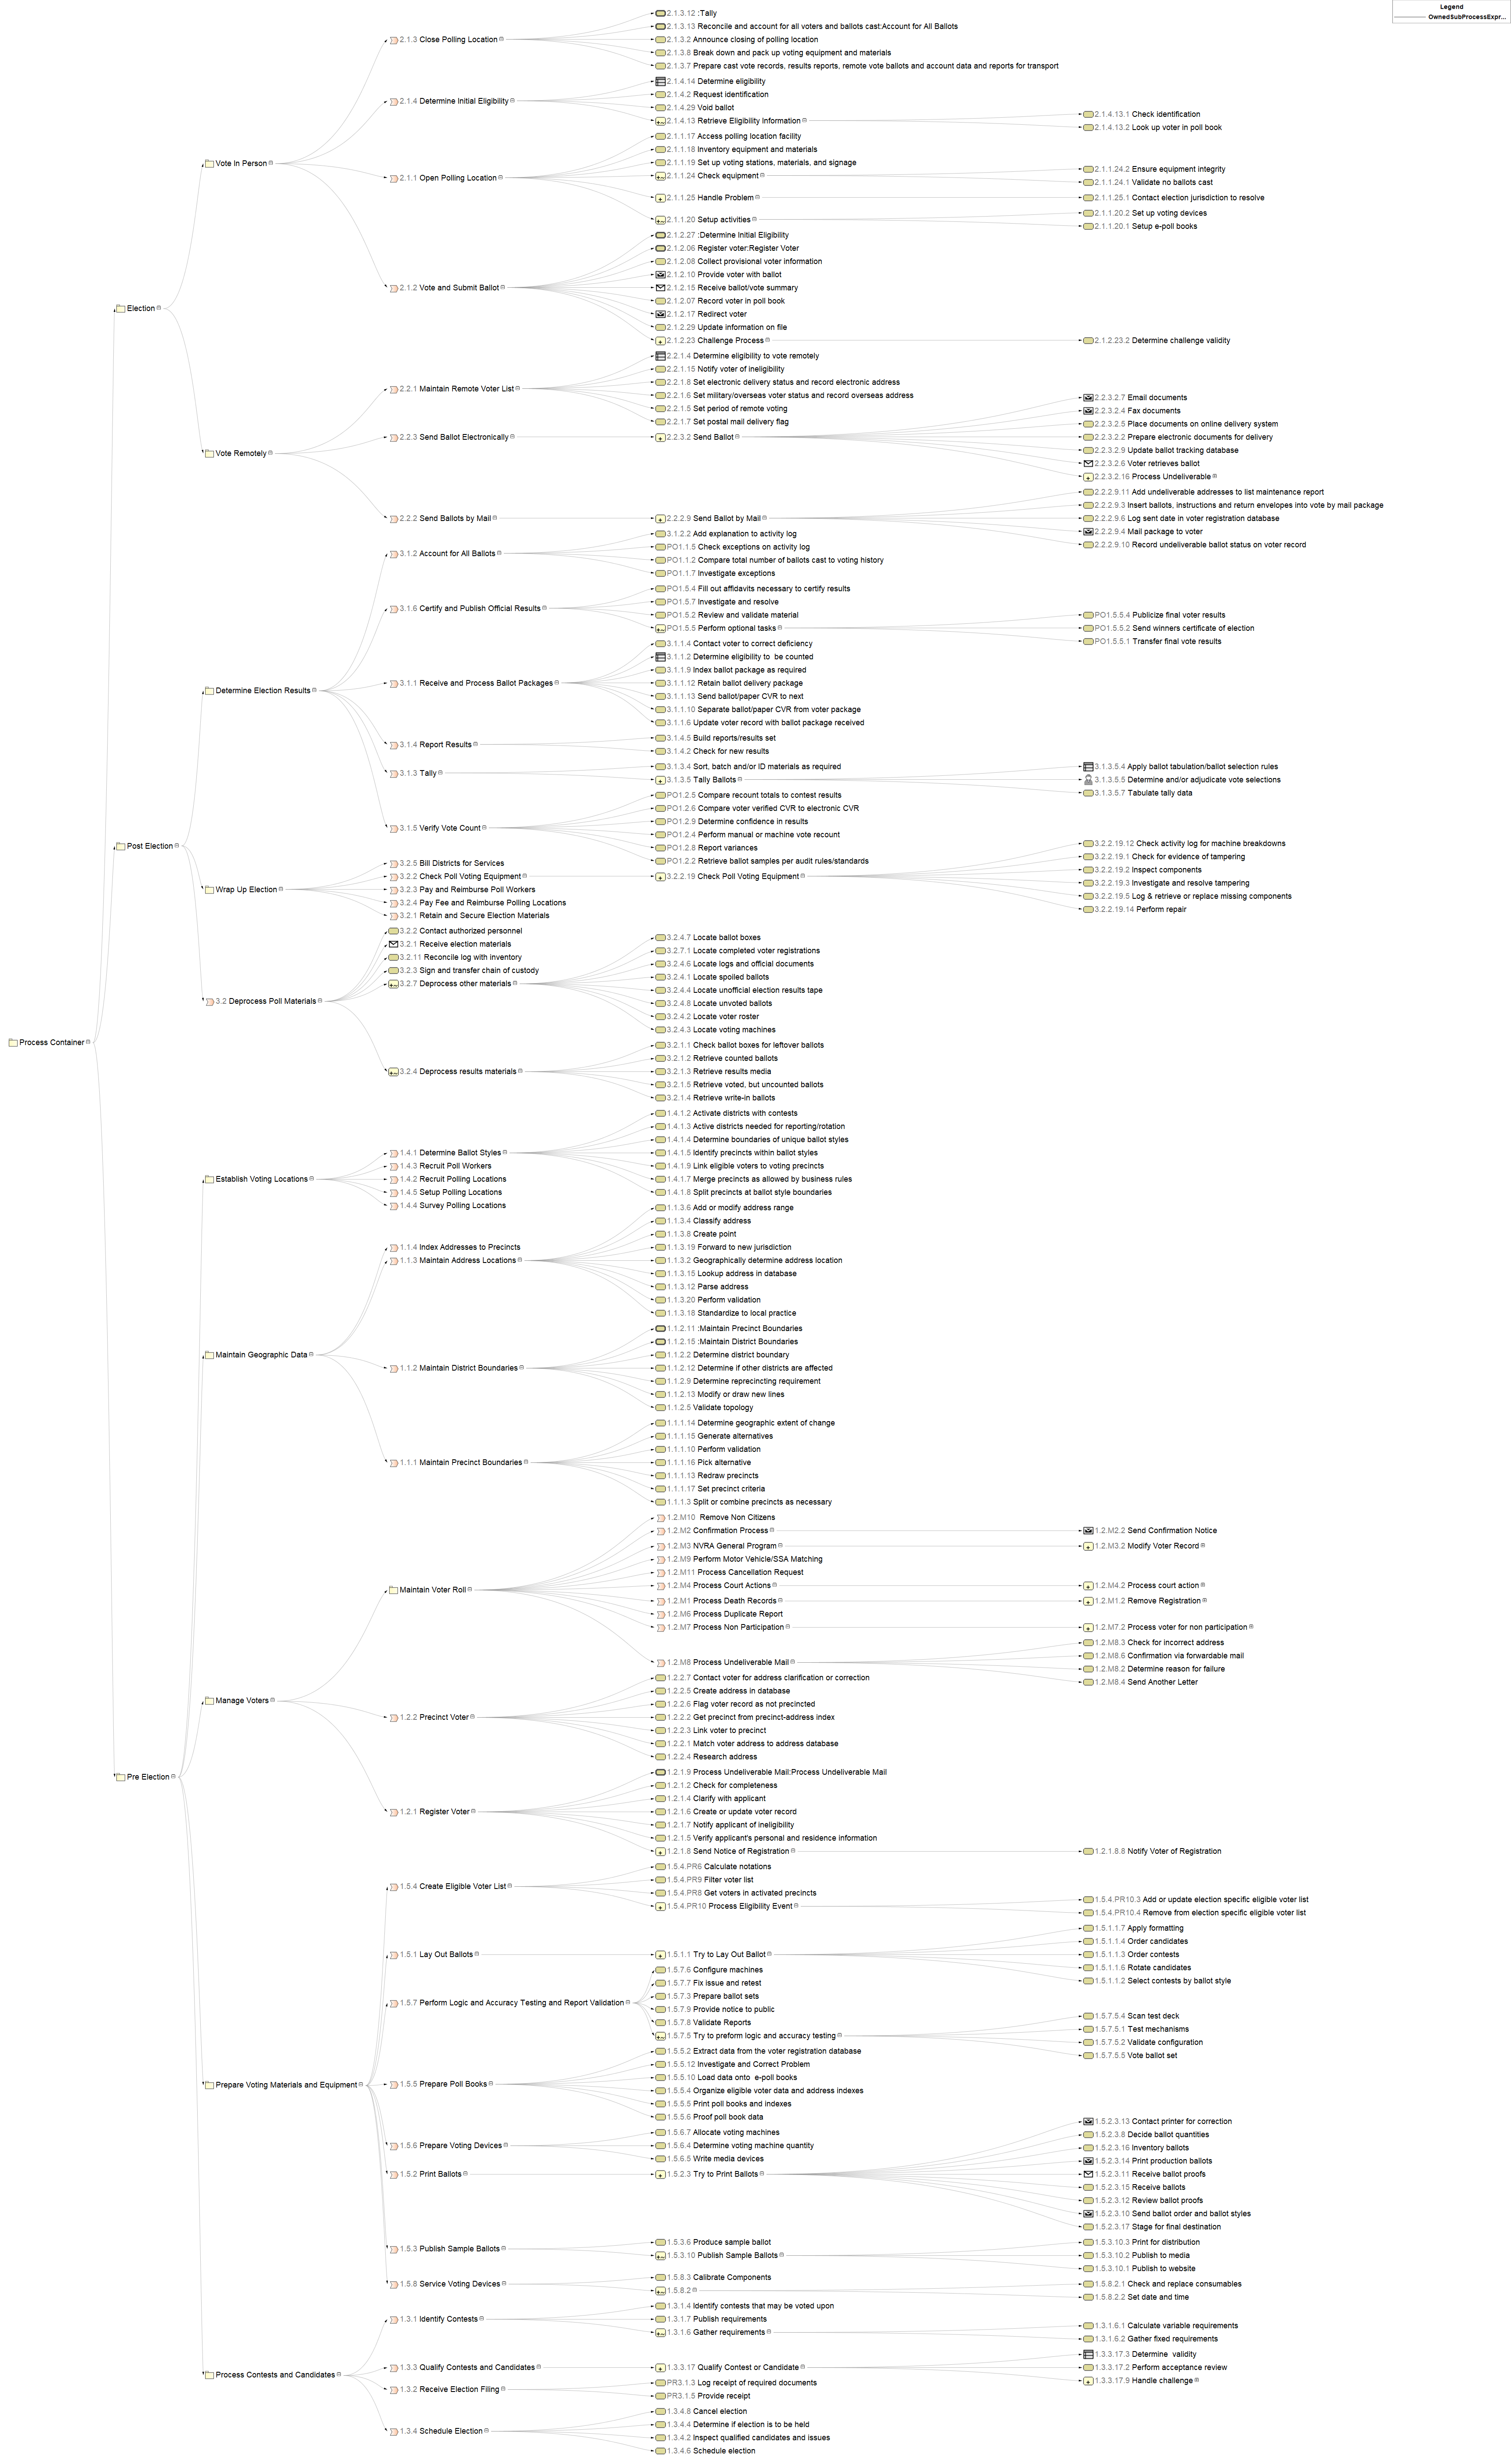 Legend
OwnedSubProcessExpr...
Process Container
Election
Vote In Person
2.1.3 Close Polling Location
2.1.3.12 :Tally
2.1.3.13 Reconcile and account for all voters and ballots cast:Account for All Ballots
2.1.3.2 Announce closing of polling location
2.1.3.8 Break down and pack up voting equipment and materials
2.1.3.7 Prepare cast vote records, results reports, remote vote ballots and account data and reports for transport
2.1.4 Determine Initial Eligibility
2.1.4.14 Determine eligibility
2.1.4.2 Request identification
2.1.4.29 Void ballot
2.1.4.13 Retrieve Eligibility Information
2.1.4.13.1 Check identification
2.1.4.13.2 Look up voter in poll book
2.1.1 Open Polling Location
2.1.1.17 Access polling location facility
2.1.1.18 Inventory equipment and materials
2.1.1.19 Set up voting stations, materials, and signage
2.1.1.24 Check equipment
2.1.1.24.2 Ensure equipment integrity
2.1.1.24.1 Validate no ballots cast
2.1.1.25 Handle Problem
2.1.1.25.1 Contact election jurisdiction to resolve
2.1.1.20 Setup activities
2.1.1.20.2 Set up voting devices
2.1.1.20.1 Setup e-poll books
2.1.2 Vote and Submit Ballot
2.1.2.27 :Determine Initial Eligibility
2.1.2.06 Register voter:Register Voter
2.1.2.08 Collect provisional voter information
2.1.2.10 Provide voter with ballot
2.1.2.15 Receive ballot/vote summary
2.1.2.07 Record voter in poll book
2.1.2.17 Redirect voter
2.1.2.29 Update information on file
2.1.2.23 Challenge Process
2.1.2.23.2 Determine challenge validity
Vote Remotely
2.2.1 Maintain Remote Voter List
2.2.1.4 Determine eligibility to vote remotely
2.2.1.15 Notify voter of ineligibility
2.2.1.8 Set electronic delivery status and record electronic address
2.2.1.6 Set military/overseas voter status and record overseas address
2.2.1.5 Set period of remote voting
2.2.1.7 Set postal mail delivery flag
2.2.3 Send Ballot Electronically
2.2.3.2 Send Ballot
2.2.3.2.7 Email documents
2.2.3.2.4 Fax documents
2.2.3.2.5 Place documents on online delivery system
2.2.3.2.2 Prepare electronic documents for delivery
2.2.3.2.9 Update ballot tracking database
2.2.3.2.6 Voter retrieves ballot
2.2.3.2.16 Process Undeliverable
2.2.2 Send Ballots by Mail
2.2.2.9 Send Ballot by Mail
2.2.2.9.11 Add undeliverable addresses to list maintenance report
2.2.2.9.3 Insert ballots, instructions and return envelopes into vote by mail package
2.2.2.9.6 Log sent date in voter registration database
2.2.2.9.4 Mail package to voter
2.2.2.9.10 Record undeliverable ballot status on voter record
Post Election
Determine Election Results
3.1.2 Account for All Ballots
3.1.2.2 Add explanation to activity log
PO1.1.5 Check exceptions on activity log
PO1.1.2 Compare total number of ballots cast to voting history
PO1.1.7 Investigate exceptions
3.1.6 Certify and Publish Official Results
PO1.5.4 Fill out affidavits necessary to certify results
PO1.5.7 Investigate and resolve
PO1.5.2 Review and validate material
PO1.5.5 Perform optional tasks
PO1.5.5.4 Publicize final voter results
PO1.5.5.2 Send winners certificate of election
PO1.5.5.1 Transfer final vote results
3.1.1 Receive and Process Ballot Packages
3.1.1.4 Contact voter to correct deficiency
3.1.1.2 Determine eligibility to  be counted
3.1.1.9 Index ballot package as required
3.1.1.12 Retain ballot delivery package
3.1.1.13 Send ballot/paper CVR to next
3.1.1.10 Separate ballot/paper CVR from voter package
3.1.1.6 Update voter record with ballot package received
3.1.4 Report Results
3.1.4.5 Build reports/results set
3.1.4.2 Check for new results
3.1.3 Tally
3.1.3.4 Sort, batch and/or ID materials as required
3.1.3.5 Tally Ballots
3.1.3.5.4 Apply ballot tabulation/ballot selection rules
3.1.3.5.5 Determine and/or adjudicate vote selections
3.1.3.5.7 Tabulate tally data
3.1.5 Verify Vote Count
PO1.2.5 Compare recount totals to contest results
PO1.2.6 Compare voter verified CVR to electronic CVR
PO1.2.9 Determine confidence in results
PO1.2.4 Perform manual or machine vote recount
PO1.2.8 Report variances
PO1.2.2 Retrieve ballot samples per audit rules/standards
Wrap Up Election
3.2.5 Bill Districts for Services
3.2.2 Check Poll Voting Equipment
3.2.2.19 Check Poll Voting Equipment
3.2.2.19.12 Check activity log for machine breakdowns
3.2.2.19.1 Check for evidence of tampering
3.2.2.19.2 Inspect components
3.2.2.19.3 Investigate and resolve tampering
3.2.2.19.5 Log & retrieve or replace missing components
3.2.2.19.14 Perform repair
3.2.3 Pay and Reimburse Poll Workers
3.2.4 Pay Fee and Reimburse Polling Locations
3.2.1 Retain and Secure Election Materials
3.2 Deprocess Poll Materials
3.2.2 Contact authorized personnel
3.2.1 Receive election materials
3.2.11 Reconcile log with inventory
3.2.3 Sign and transfer chain of custody
3.2.7 Deprocess other materials
3.2.4.7 Locate ballot boxes
3.2.7.1 Locate completed voter registrations
3.2.4.6 Locate logs and official documents
3.2.4.1 Locate spoiled ballots
3.2.4.4 Locate unofficial election results tape
3.2.4.8 Locate unvoted ballots
3.2.4.2 Locate voter roster
3.2.4.3 Locate voting machines
3.2.4 Deprocess results materials
3.2.1.1 Check ballot boxes for leftover ballots
3.2.1.2 Retrieve counted ballots
3.2.1.3 Retrieve results media
3.2.1.5 Retrieve voted, but uncounted ballots
3.2.1.4 Retrieve write-in ballots
Pre Election
Establish Voting Locations
1.4.1 Determine Ballot Styles
1.4.1.2 Activate districts with contests
1.4.1.3 Active districts needed for reporting/rotation
1.4.1.4 Determine boundaries of unique ballot styles
1.4.1.5 Identify precincts within ballot styles
1.4.1.9 Link eligible voters to voting precincts
1.4.1.7 Merge precincts as allowed by business rules
1.4.1.8 Split precincts at ballot style boundaries
1.4.3 Recruit Poll Workers
1.4.2 Recruit Polling Locations
1.4.5 Setup Polling Locations
1.4.4 Survey Polling Locations
Maintain Geographic Data
1.1.4 Index Addresses to Precincts
1.1.3 Maintain Address Locations
1.1.3.6 Add or modify address range
1.1.3.4 Classify address
1.1.3.8 Create point
1.1.3.19 Forward to new jurisdiction
1.1.3.2 Geographically determine address location
1.1.3.15 Lookup address in database
1.1.3.12 Parse address
1.1.3.20 Perform validation
1.1.3.18 Standardize to local practice
1.1.2 Maintain District Boundaries
1.1.2.11 :Maintain Precinct Boundaries
1.1.2.15 :Maintain District Boundaries
1.1.2.2 Determine district boundary
1.1.2.12 Determine if other districts are affected
1.1.2.9 Determine reprecincting requirement
1.1.2.13 Modify or draw new lines
1.1.2.5 Validate topology
1.1.1 Maintain Precinct Boundaries
1.1.1.14 Determine geographic extent of change
1.1.1.15 Generate alternatives
1.1.1.10 Perform validation
1.1.1.16 Pick alternative
1.1.1.13 Redraw precincts
1.1.1.17 Set precinct criteria
1.1.1.3 Split or combine precincts as necessary
Manage Voters
Maintain Voter Roll
1.2.M10  Remove Non Citizens
1.2.M2 Confirmation Process
1.2.M2.2 Send Confirmation Notice
1.2.M3 NVRA General Program
1.2.M3.2 Modify Voter Record
1.2.M9 Perform Motor Vehicle/SSA Matching
1.2.M11 Process Cancellation Request
1.2.M4 Process Court Actions
1.2.M4.2 Process court action
1.2.M1 Process Death Records
1.2.M1.2 Remove Registration
1.2.M6 Process Duplicate Report
1.2.M7 Process Non Participation
1.2.M7.2 Process voter for non participation
1.2.M8 Process Undeliverable Mail
1.2.M8.3 Check for incorrect address
1.2.M8.6 Confirmation via forwardable mail
1.2.M8.2 Determine reason for failure
1.2.M8.4 Send Another Letter
1.2.2 Precinct Voter
1.2.2.7 Contact voter for address clarification or correction
1.2.2.5 Create address in database
1.2.2.6 Flag voter record as not precincted
1.2.2.2 Get precinct from precinct-address index
1.2.2.3 Link voter to precinct
1.2.2.1 Match voter address to address database
1.2.2.4 Research address
1.2.1 Register Voter
1.2.1.9 Process Undeliverable Mail:Process Undeliverable Mail
1.2.1.2 Check for completeness
1.2.1.4 Clarify with applicant
1.2.1.6 Create or update voter record
1.2.1.7 Notify applicant of ineligibility
1.2.1.5 Verify applicant's personal and residence information
1.2.1.8 Send Notice of Registration
1.2.1.8.8 Notify Voter of Registration
Prepare Voting Materials and Equipment
1.5.4 Create Eligible Voter List
1.5.4.PR6 Calculate notations
1.5.4.PR9 Filter voter list
1.5.4.PR8 Get voters in activated precincts
1.5.4.PR10 Process Eligibility Event
1.5.4.PR10.3 Add or update election specific eligible voter list
1.5.4.PR10.4 Remove from election specific eligible voter list
1.5.1 Lay Out Ballots
1.5.1.1 Try to Lay Out Ballot
1.5.1.1.7 Apply formatting
1.5.1.1.4 Order candidates
1.5.1.1.3 Order contests
1.5.1.1.6 Rotate candidates
1.5.1.1.2 Select contests by ballot style
1.5.7 Perform Logic and Accuracy Testing and Report Validation
1.5.7.6 Configure machines
1.5.7.7 Fix issue and retest
1.5.7.3 Prepare ballot sets
1.5.7.9 Provide notice to public
1.5.7.8 Validate Reports
1.5.7.5 Try to preform logic and accuracy testing
1.5.7.5.4 Scan test deck
1.5.7.5.1 Test mechanisms
1.5.7.5.2 Validate configuration
1.5.7.5.5 Vote ballot set
1.5.5 Prepare Poll Books
1.5.5.2 Extract data from the voter registration database
1.5.5.12 Investigate and Correct Problem
1.5.5.10 Load data onto  e-poll books
1.5.5.4 Organize eligible voter data and address indexes
1.5.5.5 Print poll books and indexes
1.5.5.6 Proof poll book data
1.5.6 Prepare Voting Devices
1.5.6.7 Allocate voting machines
1.5.6.4 Determine voting machine quantity
1.5.6.5 Write media devices
1.5.2 Print Ballots
1.5.2.3 Try to Print Ballots
1.5.2.3.13 Contact printer for correction
1.5.2.3.8 Decide ballot quantities
1.5.2.3.16 Inventory ballots
1.5.2.3.14 Print production ballots
1.5.2.3.11 Receive ballot proofs
1.5.2.3.15 Receive ballots
1.5.2.3.12 Review ballot proofs
1.5.2.3.10 Send ballot order and ballot styles
1.5.2.3.17 Stage for final destination
1.5.3 Publish Sample Ballots
1.5.3.6 Produce sample ballot
1.5.3.10 Publish Sample Ballots
1.5.3.10.3 Print for distribution
1.5.3.10.2 Publish to media
1.5.3.10.1 Publish to website
1.5.8 Service Voting Devices
1.5.8.3 Calibrate Components
1.5.8.2
1.5.8.2.1 Check and replace consumables
1.5.8.2.2 Set date and time
Process Contests and Candidates
1.3.1 Identify Contests
1.3.1.4 Identify contests that may be voted upon
1.3.1.7 Publish requirements
1.3.1.6 Gather requirements
1.3.1.6.1 Calculate variable requirements
1.3.1.6.2 Gather fixed requirements
1.3.3 Qualify Contests and Candidates
1.3.3.17 Qualify Contest or Candidate
1.3.3.17.3 Determine  validity
1.3.3.17.2 Perform acceptance review
1.3.3.17.9 Handle challenge
1.3.2 Receive Election Filing
PR3.1.3 Log receipt of required documents
PR3.1.5 Provide receipt
1.3.4 Schedule Election
1.3.4.8 Cancel election
1.3.4.4 Determine if election is to be held
1.3.4.2 Inspect qualified candidates and issues
1.3.4.6 Schedule election